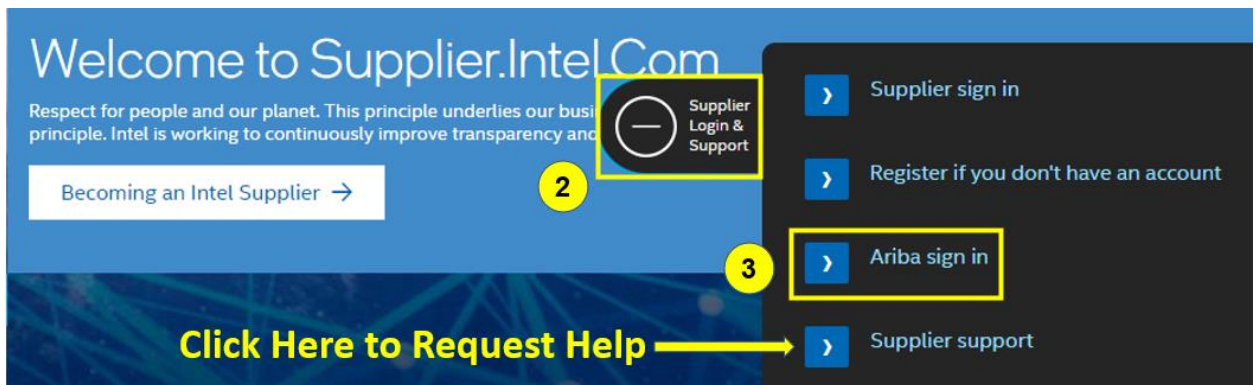 Welcome to Supplier.Intel.Com
Respect for people and our planet. This principle underlies our busi
principle. Intel is working to continuously improve transparency and
Becoming an Intel Supplier →
2
Supplier
Login &
Support
Supplier sign in
Register if you don't have an account
3
Ariba sign in
Click Here to Request Help
Supplier support